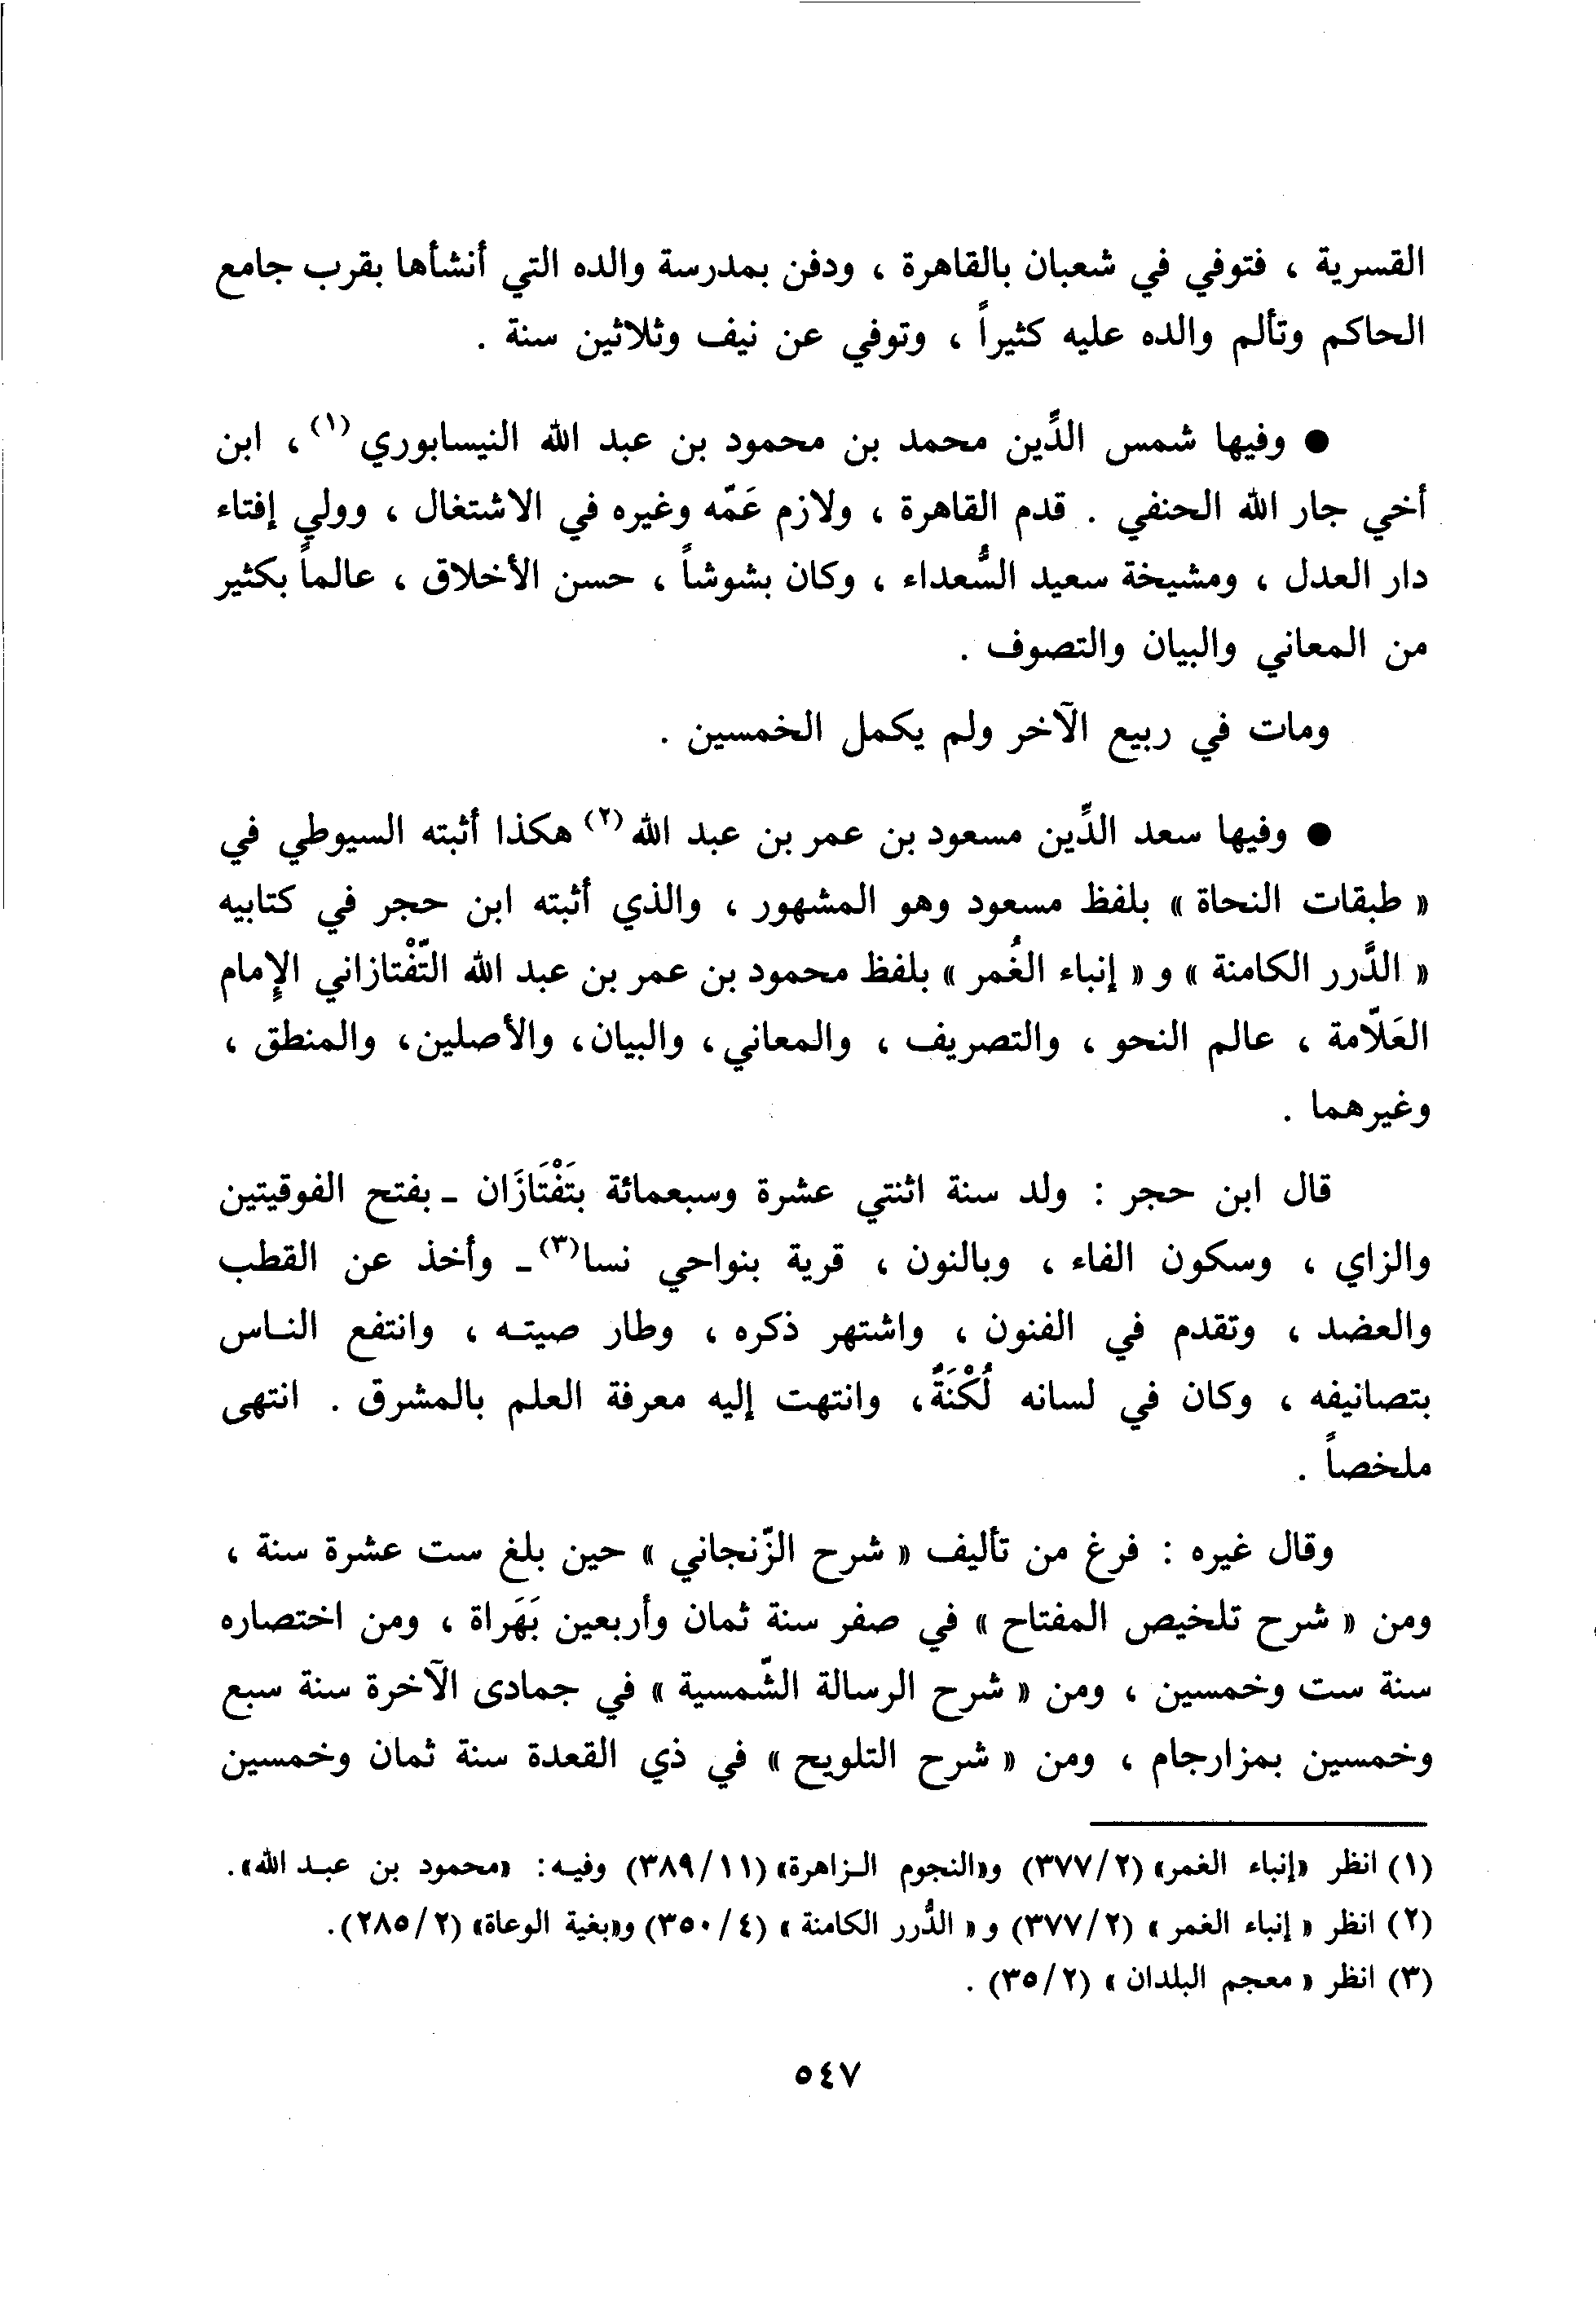 القسرية ، فتوفي في شعبان بالقاهرة ، ودفن بمدرسة والده التي أنشأها بقرب جامع
الحاكم وتألم والده عليه كثيراً ، وتوفي عن نيف وثلاثين سنة .
● وفيها شمس الدِّين محمد بن محمود بن عبد الله النيسابوري(١) ، ابن
أخي جار الله الحنفي . قدم القاهرة ، ولازم عَمّه وغيره في الاشتغال ، وولي إفتاء
دار العدل ، ومشيخة سعيد السُّعداء ، وكان بشوشاً ، حسن الأخلاق ، عالماً بكثير
من المعاني والبيان والتصوف .
ومات في ربيع الآخر ولم يكمل الخمسين .
● وفيها سعد الدِّين مسعود بن عمر بن عبد الله(٢) هكذا أثبته السيوطي في
« طبقات النحاة » بلفظ مسعود وهو المشهور ، والذي أثبته ابن حجر في كتابيه
« الدُّرر الكامنة » و « إنباء الغُمر » بلفظ محمود بن عمر بن عبد الله التّفْتازاني الإِمام
العَلّامة ، عالم النحو ، والتصريف ، والمعاني ، والبيان ، والأصلين ، والمنطق ،
وغيرهما .
قال ابن حجر : ولد سنة اثنتي عشرة وسبعمائة بتَفْتَازَان ـ بفتح الفوقيتين
والزاي ، وسكون الفاء ، وبالنون ، قرية بنواحي نسا(٣) ـ وأخذ عن القطب
والعضد ، وتقدم في الفنون ، واشتهر ذكره ، وطار صيتـه ، وانتفع النـاس
بتصانيفه ، وكان في لسانه لُكْنَةٌ ، وانتهت إليه معرفة العلم بالمشرق . انتهى
ملخصاً .
وقال غيره : فرغ من تأليف « شرح الزّنجاني » حين بلغ ست عشرة سنة ،
ومن « شرح تلخيص المفتاح » في صفر سنة ثمان وأربعين بَهَراة ، ومن اختصاره
سنة ست وخمسين ، ومن « شرح الرسالة الشّمسية » في جمادى الآخرة سنة سبع
وخمسين بمزارجام ، ومن « شرح التلويح » في ذي القعدة سنة ثمان وخمسين
(١) انظر «إنباء الغمر» (٣٧٧/٢) و«النجوم الـزاهرة» (٣٨٩/١١) وفيـه: «محمود بن عبـد الله».
(٢) انظر « إنباء الغمر » (٣٧٧/٢) و « الدُّرر الكامنة » (٣٥٠/٤) و«بغية الوعاة» (٢٨٥/٢).
(٣) انظر « معجم البلدان » (٣٥/٢) .
٥٤٧